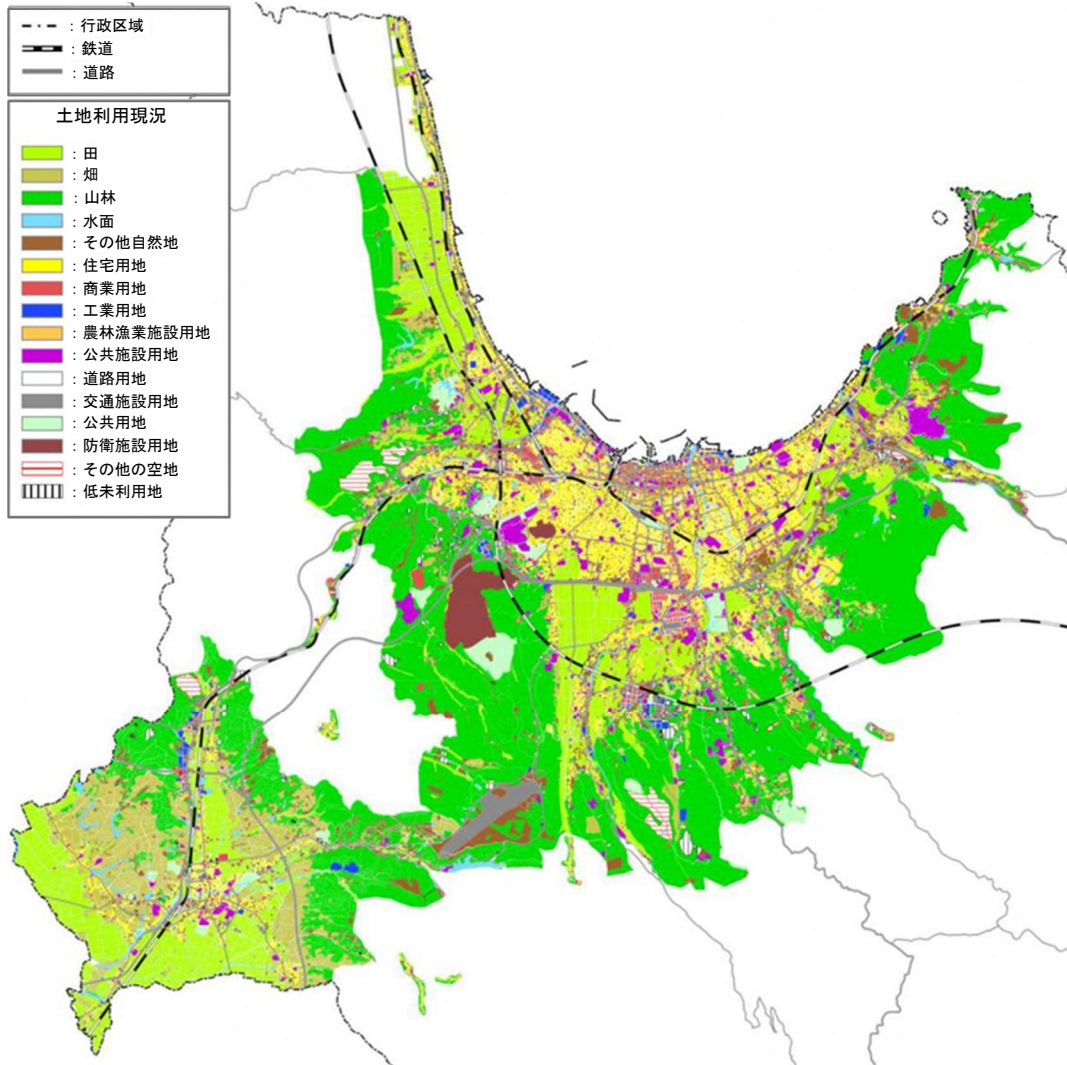 ：行政区域
：鉄道
：道路
土地利用現況
：田
：畑
：山林
：水面
：その他自然地
：住宅用地
：商業用地
：工業用地
：農林漁業施設用地
：公共施設用地
：道路用地
：交通施設用地
：公共用地
：防衛施設用地
：その他の空地
：低未利用地